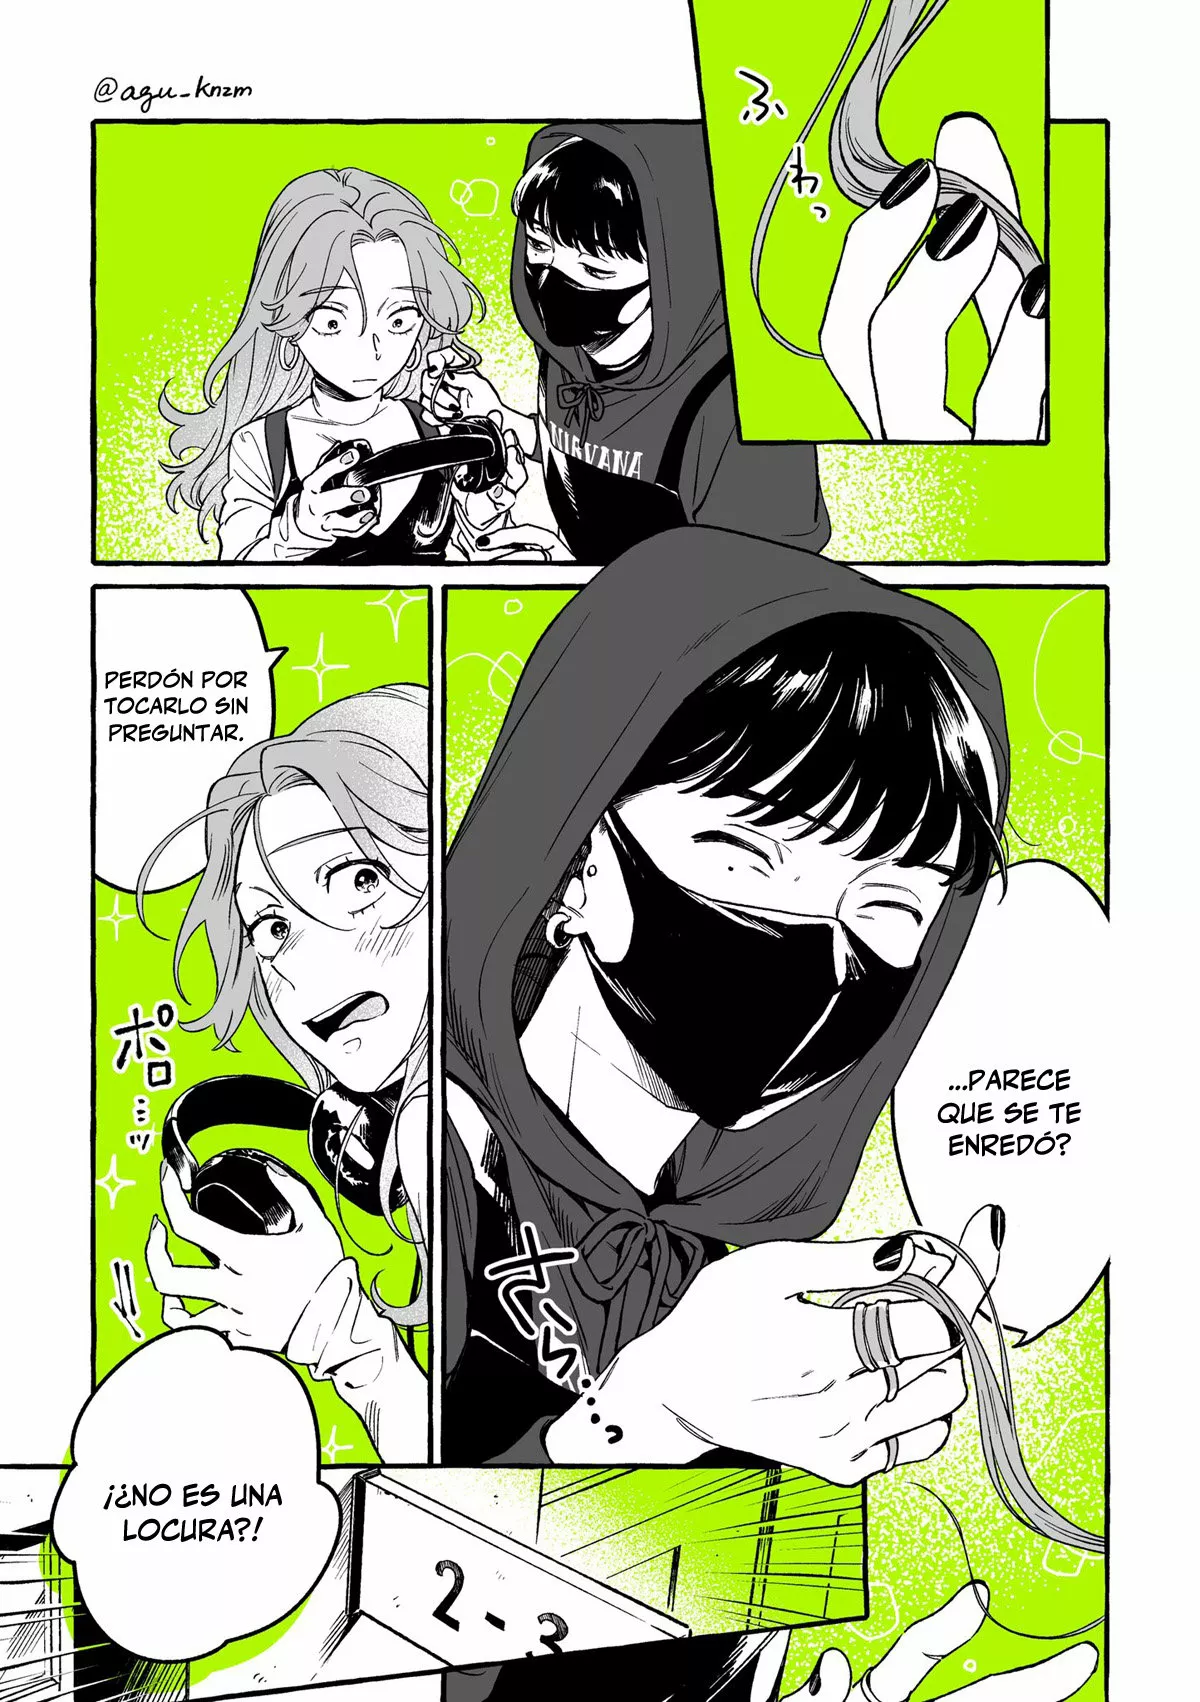 @agu_knzm
ふわっ
NIRVANA
...PARECE
QUE SE TE
ENREDÓ?
さら...っ
PERDÓN POR
TOCARLO SIN
PREGUNTAR.
ポロ...ッ
¡¿NO ES UNA
LOCURA?!
2-3